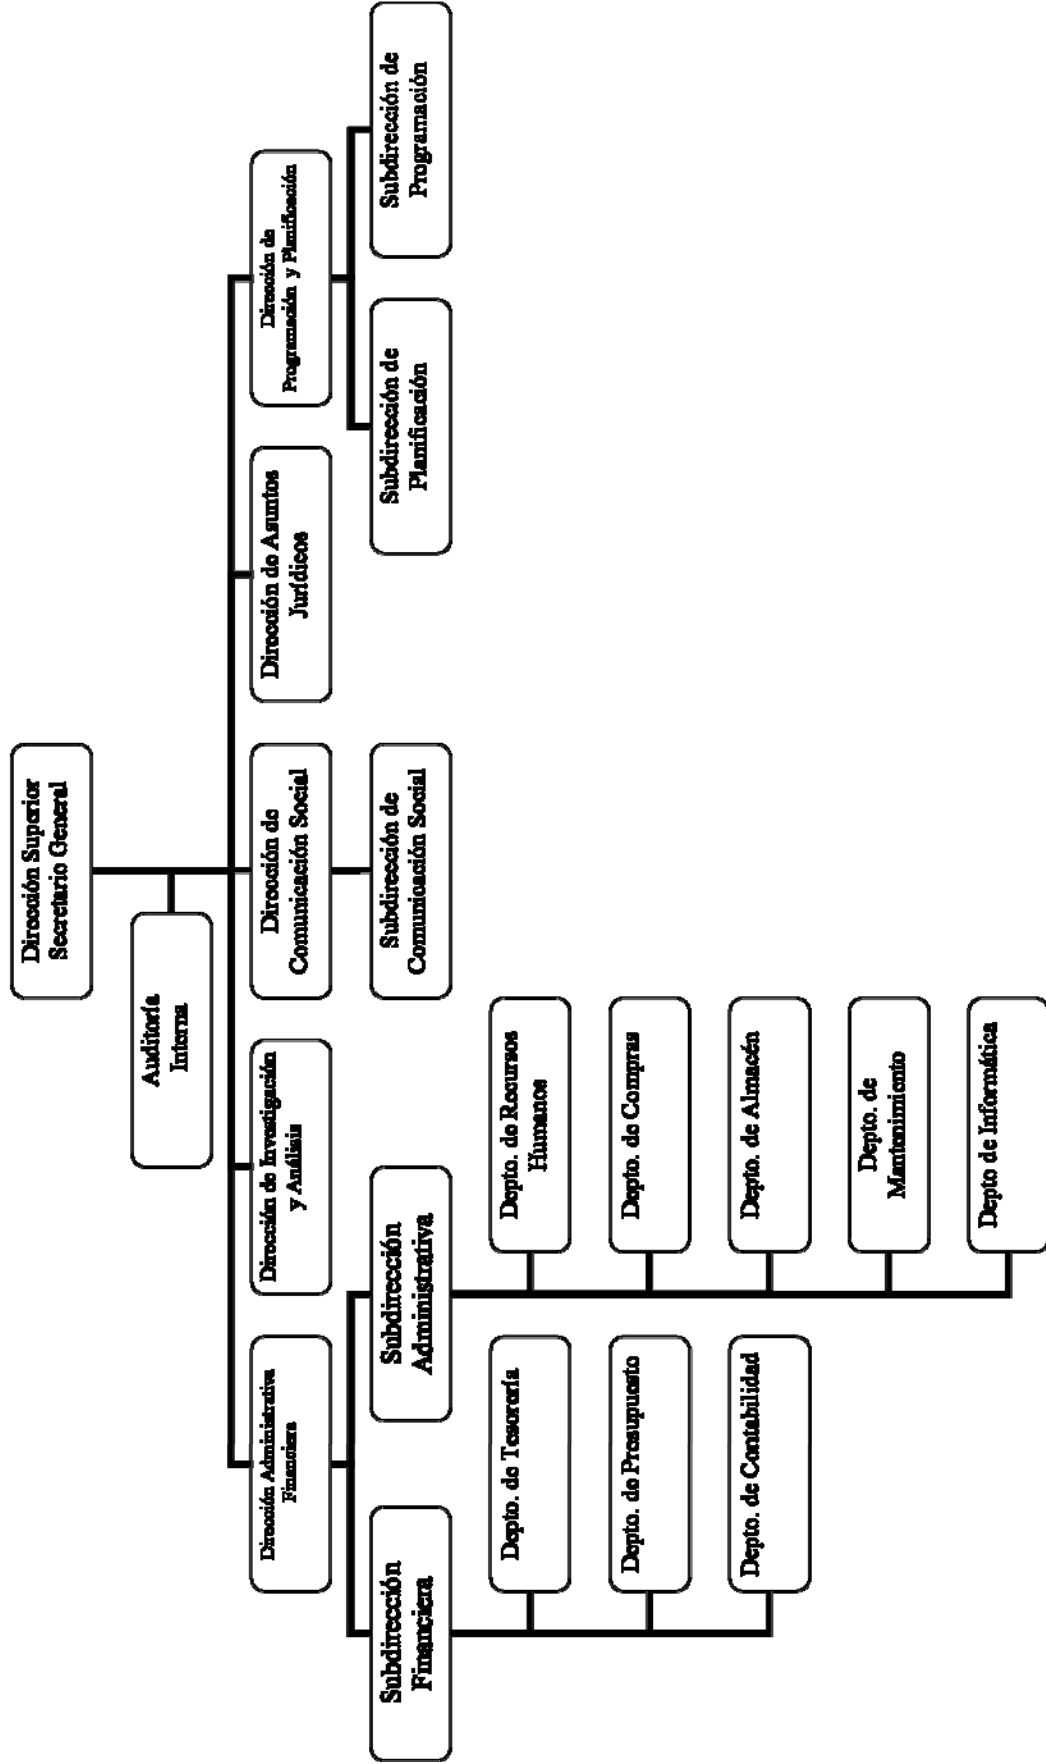 Dirección Superior
Secretario General
Auditoría
Interna
Dirección Administrativa
Financiera
Dirección de Investigación
y Análisis
Dirección de
Comunicación Social
Dirección de Asuntos
Jurídicos
Dirección de
Programación y Planificación
Subdirección
Financiera
Subdirección
Administrativa
Subdirección de
Comunicación Social
Subdirección de
Planificación
Subdirección de
Programación
Depto. de Tesorería
Depto. de Presupuesto
Depto. de Contabilidad
Depto. de Recursos
Humanos
Depto. de Compras
Depto. de Almacén
Depto. de
Mantenimiento
Depto de Informática